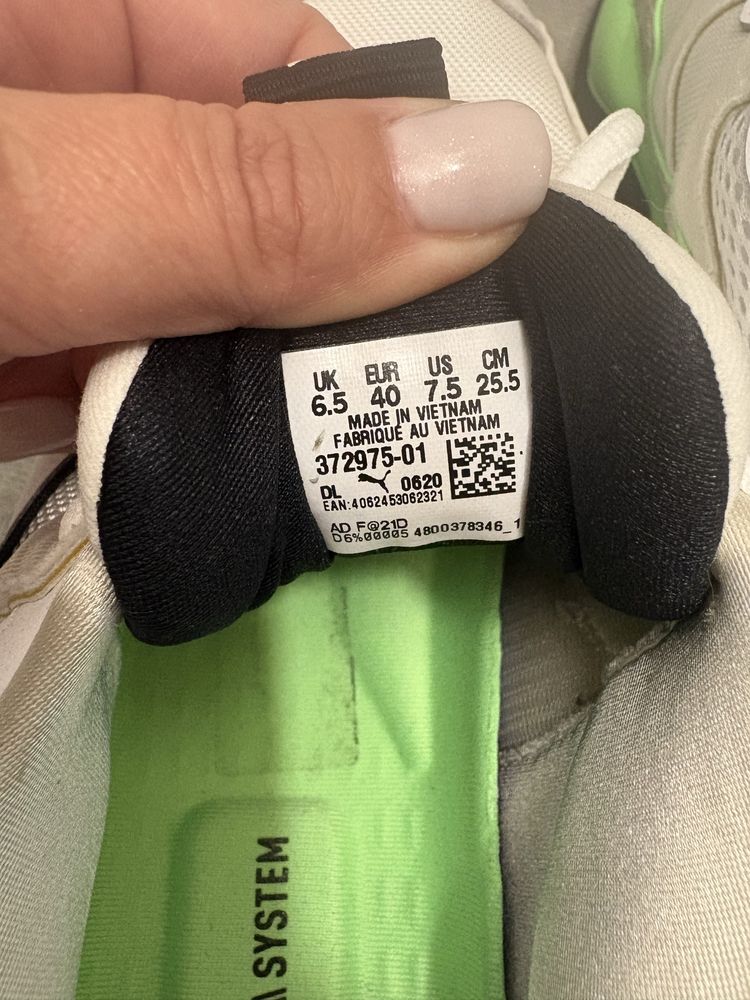 UK EUR US CM
6.5 40 7.5 25.5
MADE IN VIETNAM
FABRIQUÉ AU VIETNAM
372975-01
DL 0620
EAN:4062453062321
AD F@21D
D6%00005 4800378346_1
SYSTEM